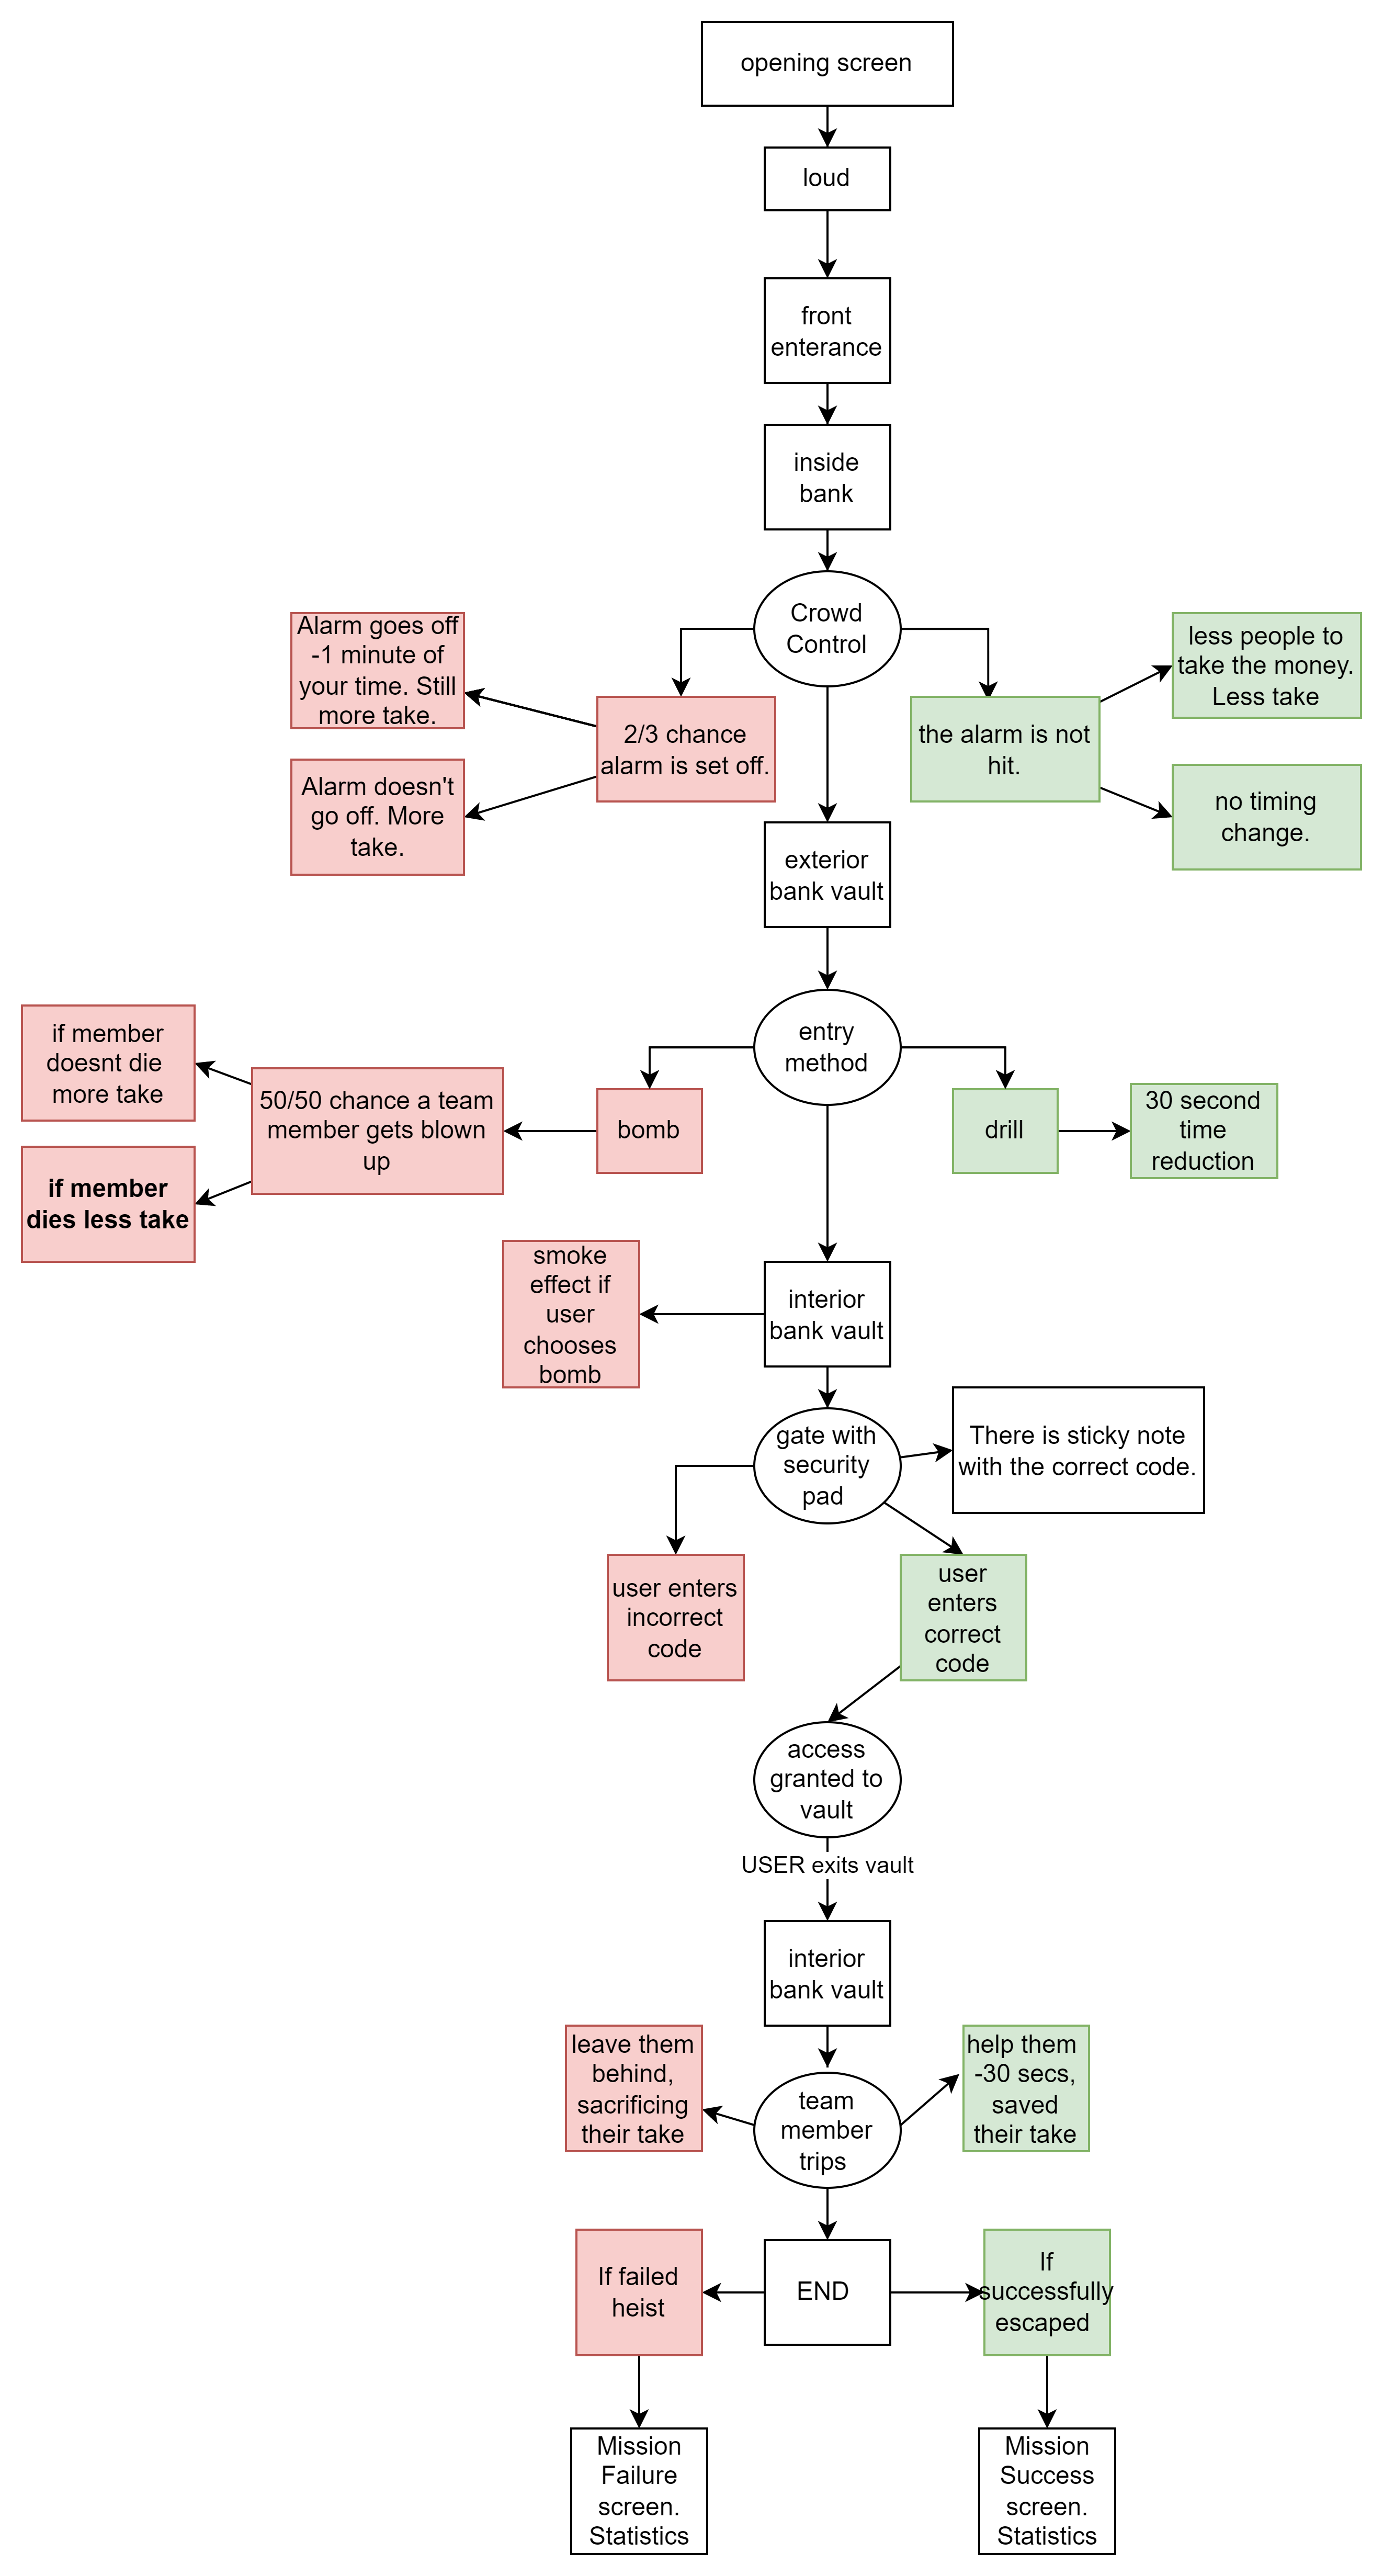 opening screen
loud
front
enterance
inside
bank
Crowd
Control
Alarm goes off
-1 minute of
your time. Still
more take.
2/3 chance
alarm is set off.
Alarm doesn't
go off. More
take.
the alarm is not
hit.
less people to
take the money.
Less take
no timing
change.
exterior
bank vault
entry
method
bomb
50/50 chance a team
member gets blown
up
if member
doesnt die
more take
if member
dies less take
drill
30 second
time
reduction
interior
bank vault
smoke
effect if
user
chooses
bomb
gate with
security
pad
There is sticky note
with the correct code.
user enters
incorrect
code
user
enters
correct
code
access
granted to
vault
USER exits vault
interior
bank vault
leave them
behind,
sacrificing
their take
team
member
trips
help them
-30 secs,
saved
their take
If failed
heist
END
If
successfully
escaped
Mission
Failure
screen.
Statistics
Mission
Success
screen.
Statistics